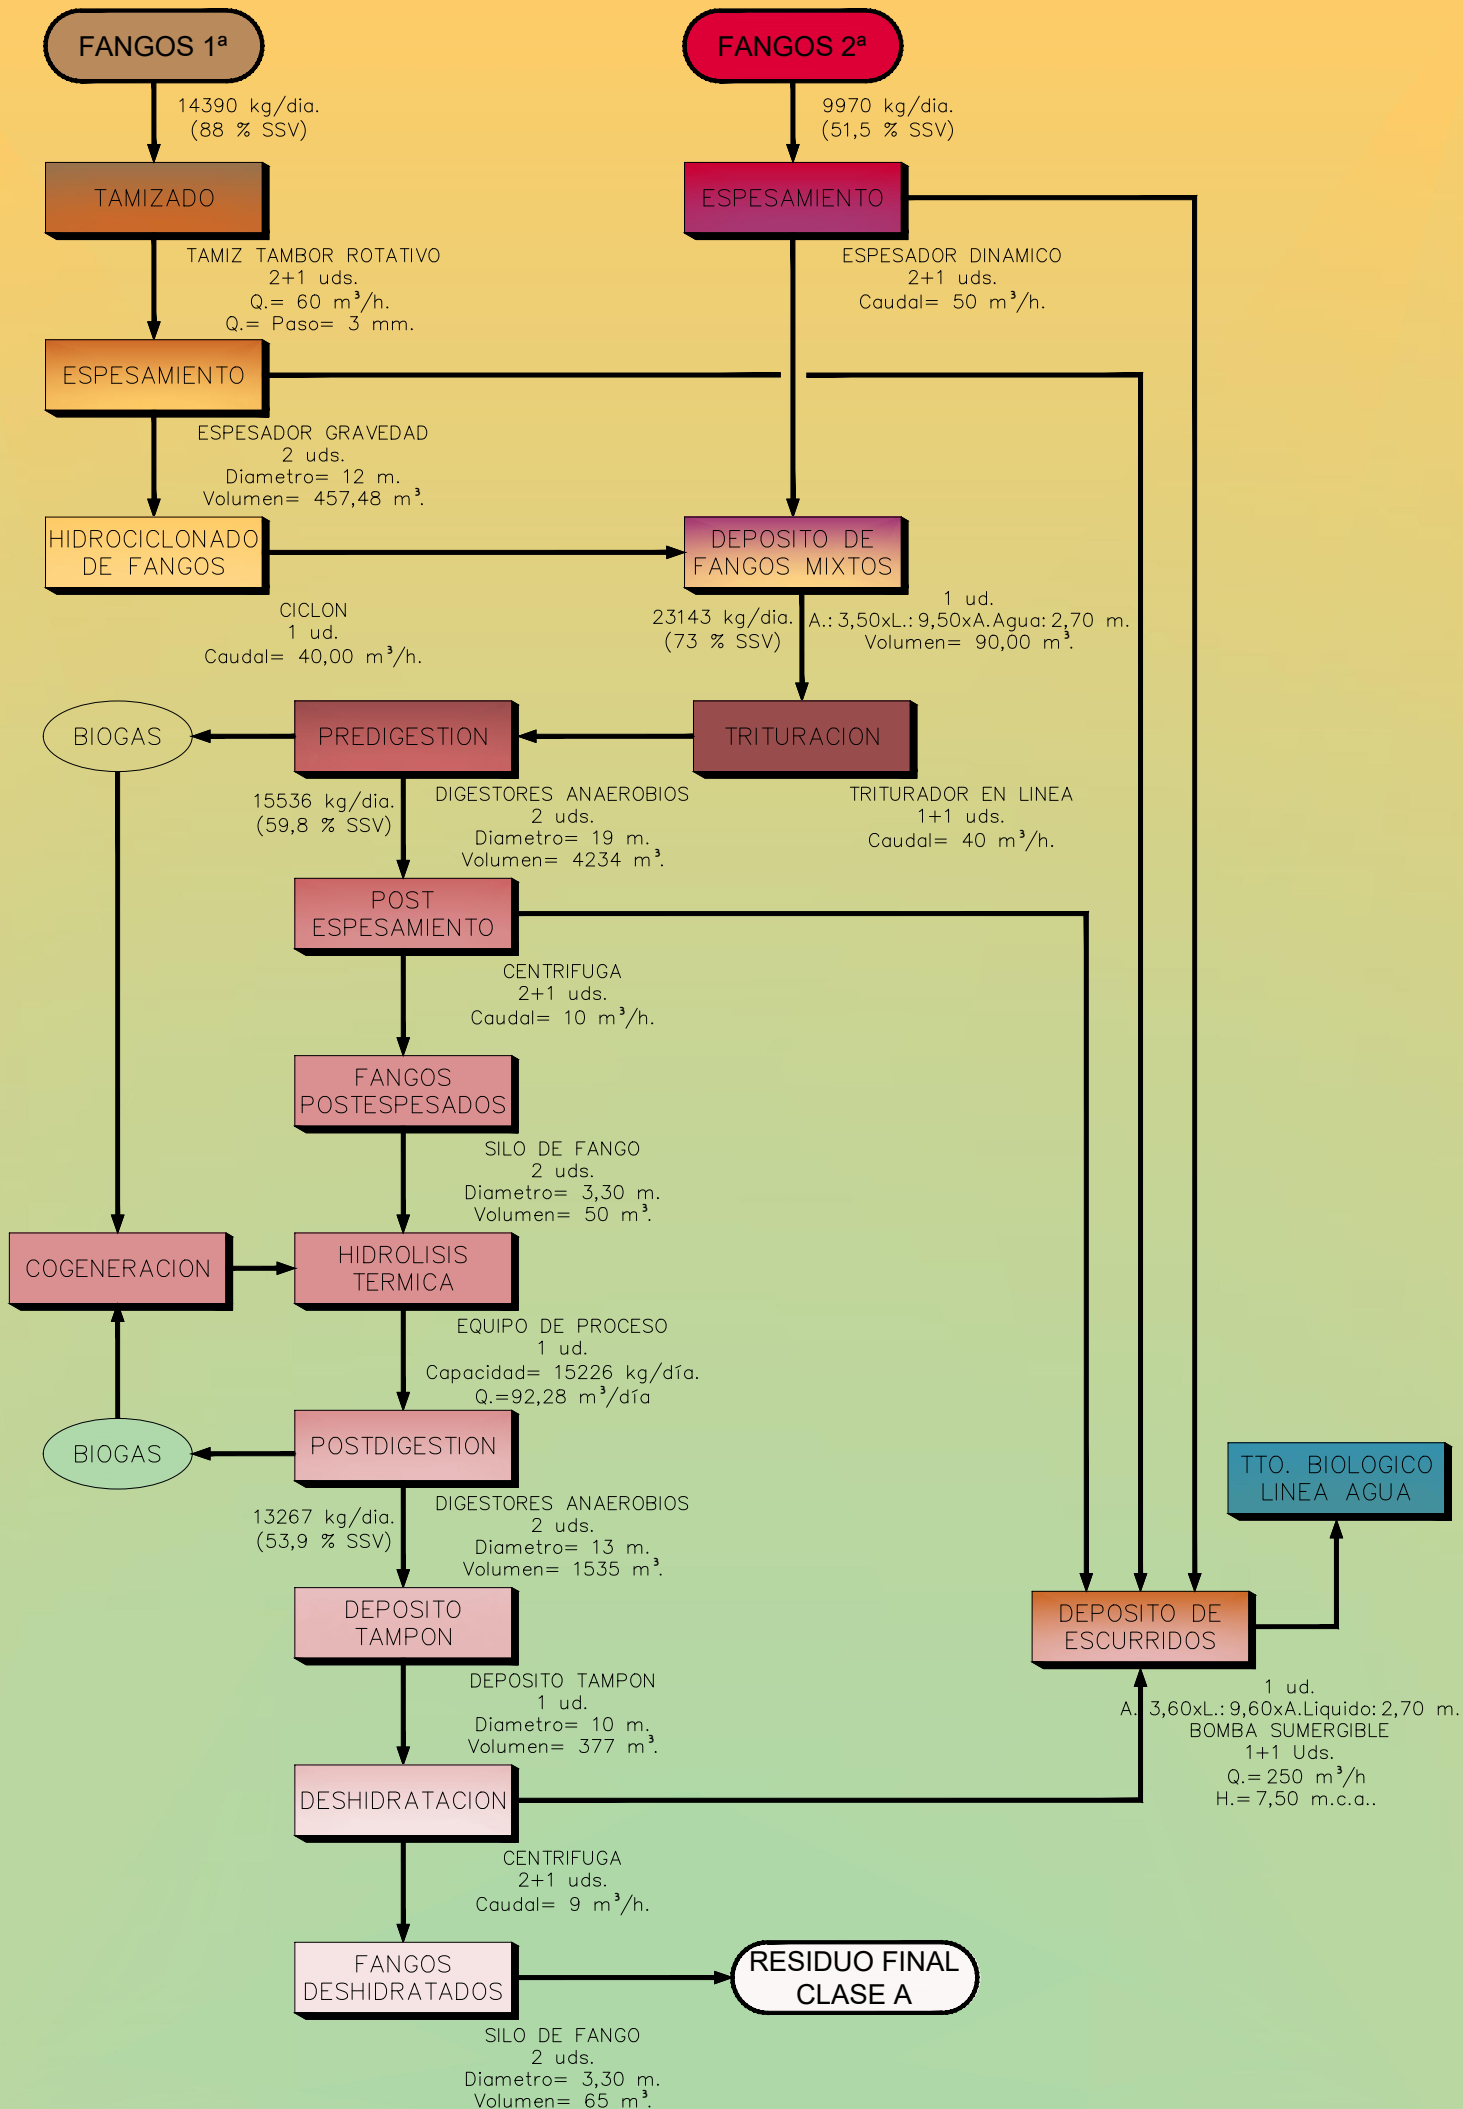 FANGOS 1ª
14390 kg/dia.
(88 % SSV)
FANGOS 2ª
9970 kg/dia.
(51,5 % SSV)
TAMIZADO
TAMIZ TAMBOR ROTATIVO
2+1 uds.
Q.= 60 m³/h.
Q.= Paso= 3 mm.
ESPESAMIENTO
ESPESADOR DINAMICO
2+1 uds.
Caudal= 50 m³/h.
ESPESAMIENTO
ESPESADOR GRAVEDAD
2 uds.
Diametro= 12 m.
Volumen= 457,48 m³.
HIDROCICLONADO
DE FANGOS
CICLON
1 ud.
Caudal= 40,00 m³/h.
DEPOSITO DE
FANGOS MIXTOS
23143 kg/dia.
(73 % SSV)
1 ud.
A.: 3,50xL.: 9,50xA.Agua: 2,70 m.
Volumen= 90,00 m³.
BIOGAS
PREDIGESTION
TRITURACION
15536 kg/dia.
(59,8 % SSV)
DIGESTORES ANAEROBIOS
2 uds.
Diametro= 19 m.
Volumen= 4234 m³.
TRITURADOR EN LINEA
1+1 uds.
Caudal= 40 m³/h.
POST
ESPESAMIENTO
CENTRIFUGA
2+1 uds.
Caudal= 10 m³/h.
FANGOS
POSTESPESADOS
SILO DE FANGO
2 uds.
Diametro= 3,30 m.
Volumen= 50 m³.
COGENERACION
HIDROLISIS
TERMICA
EQUIPO DE PROCESO
1 ud.
Capacidad= 15226 kg/día.
Q.=92,28 m³/día
BIOGAS
POSTDIGESTION
13267 kg/dia.
(53,9 % SSV)
DIGESTORES ANAEROBIOS
2 uds.
Diametro= 13 m.
Volumen= 1535 m³.
TTO. BIOLOGICO
LINEA AGUA
DEPOSITO
TAMPON
DEPOSITO TAMPON
1 ud.
Diametro= 10 m.
Volumen= 377 m³.
DEPOSITO DE
ESCURRIDOS
1 ud.
A.: 3,60xL.: 9,60xA.Liquido: 2,70 m.
BOMBA SUMERGIBLE
1+1 Uds.
Q.=250 m³/h
H.=7,50 m.c.a..
DESHIDRATACION
CENTRIFUGA
2+1 uds.
Caudal= 9 m³/h.
FANGOS
DESHIDRATADOS
RESIDUO FINAL
CLASE A
SILO DE FANGO
2 uds.
Diametro= 3,30 m.
Volumen= 65 m³.